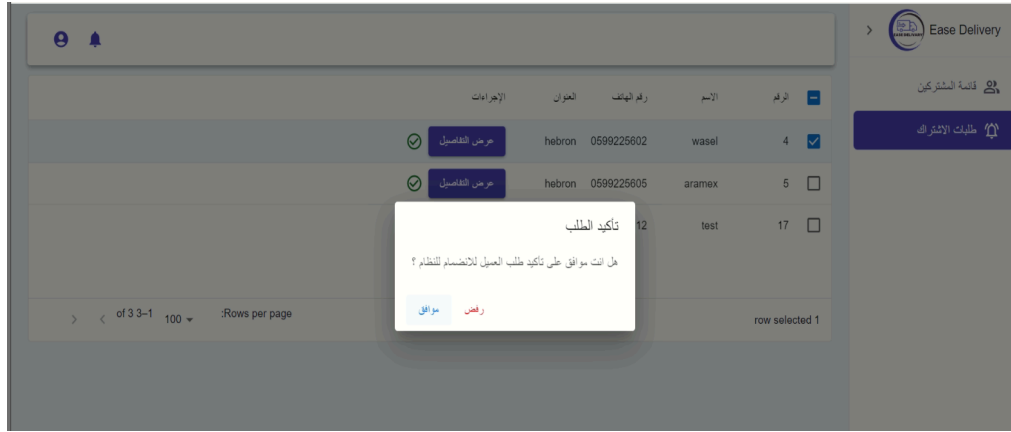 Ease Delivery
قائمة المشتركين
طلبات الاشتراك
الرقم الاسم رقم الهاتف العنوان الإجراءات
4 wasel 0599225602 hebron عرض التفاصيل
5 aramex 0599225605 hebron عرض التفاصيل
17 test 12
تأكيد الطلب
هل انت موافق على تأكيد طلب العميل للانضمام للنظام ؟
رفض موافق
row selected 1
:Rows per page 100 of 3 3–1